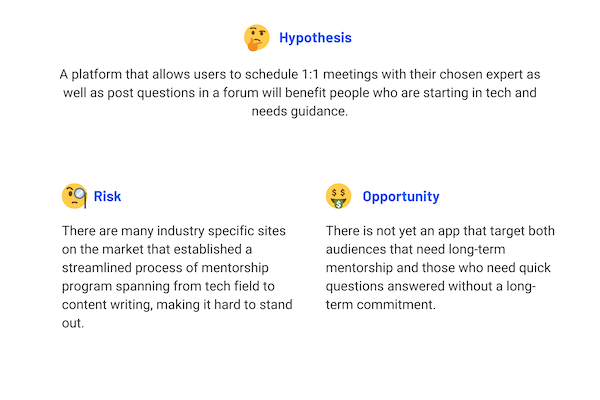 Hypothesis
A platform that allows users to schedule 1:1 meetings with their chosen expert as
well as post questions in a forum will benefit people who are starting in tech and
needs guidance.
Risk
There are many industry specific sites
on the market that established a
streamlined process of mentorship
program spanning from tech field to
content writing, making it hard to stand
out.
Opportunity
There is not yet an app that target both
audiences that need long-term
mentorship and those who need quick
questions answered without a long-
term commitment.